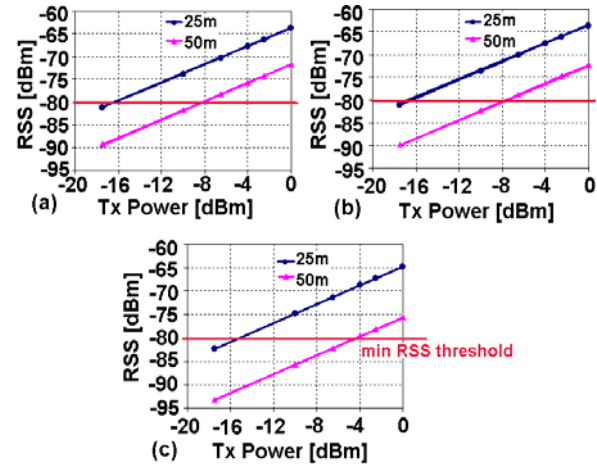 -60
-65
-70
-75
-80
-85
-90
-95
RSS [dBm]
25m
50m
-20 -16 -12 -8 -4 0
(a) Tx Power [dBm]
-60
-65
-70
-75
-80
-85
-90
-95
RSS [dBm]
25m
50m
-20 -16 -12 -8 -4 0
(b) Tx Power [dBm]
-60
-65
-70
-75
-80
-85
-90
-95
RSS [dBm]
25m
50m
min RSS threshold
-20 -16 -12 -8 -4 0
(c) Tx Power [dBm]